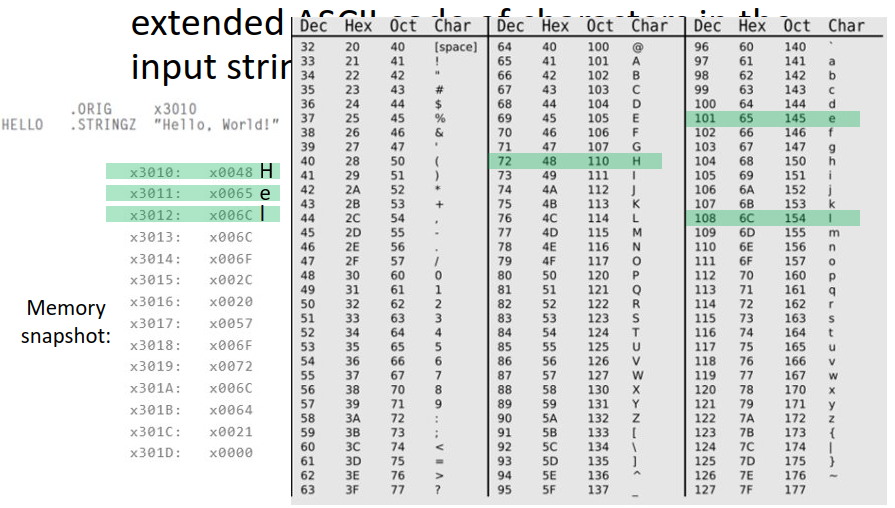 extended
input strin
.ORIG x3010
HELLO .STRINGZ "Hello, World!"
x3010: x0048 H
x3011: x0065 e
x3012: x006C l
x3013: x006C
x3014: x006F
x3015: x002C
x3016: x0020
x3017: x0057
x3018: x006F
x3019: x0072
x301A: x006C
x301B: x0064
x301C: x0021
x301D: x0000
Memory
snapshot:
Dec Hex Oct Char Dec Hex Oct Char Dec Hex Oct Char
32 20 40 [space] 64 40 100 @ 96 60 140 `
33 21 41 ! 65 41 101 A 97 61 141 a
34 22 42 " 66 42 102 B 98 62 142 b
35 23 43 # 67 43 103 C 99 63 143 c
36 24 44 $ 68 44 104 D 100 64 144 d
37 25 45 % 69 45 105 E 101 65 145 e
38 26 46 & 70 46 106 F 102 66 146 f
39 27 47 ' 71 47 107 G 103 67 147 g
40 28 50 ( 72 48 110 H 104 68 150 h
41 29 51 ) 73 49 111 I 105 69 151 i
42 2A 52 * 74 4A 112 J 106 6A 152 j
43 2B 53 + 75 4B 113 K 107 6B 153 k
44 2C 54 , 76 4C 114 L 108 6C 154 l
45 2D 55 - 77 4D 115 M 109 6D 155 m
46 2E 56 . 78 4E 116 N 110 6E 156 n
47 2F 57 / 79 4F 117 O 111 6F 157 o
48 30 60 0 80 50 120 P 112 70 160 p
49 31 61 1 81 51 121 Q 113 71 161 q
50 32 62 2 82 52 122 R 114 72 162 r
51 33 63 3 83 53 123 S 115 73 163 s
52 34 64 4 84 54 124 T 116 74 164 t
53 35 65 5 85 55 125 U 117 75 165 u
54 36 66 6 86 56 126 V 118 76 166 v
55 37 67 7 87 57 127 W 119 77 167 w
56 38 70 8 88 58 130 X 120 78 170 x
57 39 71 9 89 59 131 Y 121 79 171 y
58 3A 72 : 90 5A 132 Z 122 7A 172 z
59 3B 73 ; 91 5B 133 [ 123 7B 173 {
60 3C 74 < 92 5C 134 \ 124 7C 174 |
61 3D 75 = 93 5D 135 ] 125 7D 175 }
62 3E 76 > 94 5E 136 ^ 126 7E 176 ~
63 3F 77 ? 95 5F 137 _ 127 7F 177